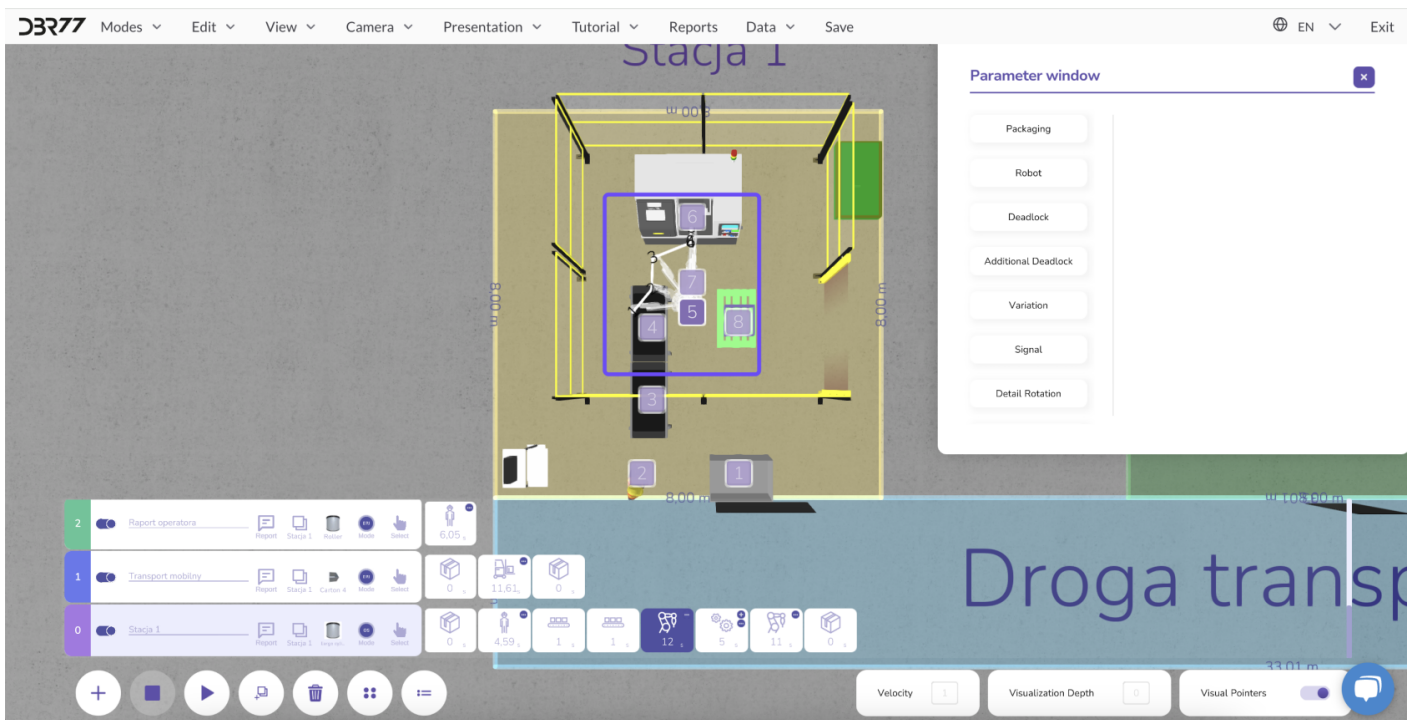 DBR77 Modes Edit View Camera Presentation Tutorial Reports Data Save EN Exit
Stacja 1
Parameter window
Packaging
Robot
Deadlock
Additional Deadlock
Variation
Signal
Detail Rotation
8,00 m
6
3
7
5
8
4
3
2
1
8,00 m
8,00 m
8,00 m
2 Raport operatora Report Stacja 1 Roller EN Mode Select 6,05 s
1 Transport mobilny Report Stacja 1 Carton 4 EN Mode Select 0 s 11,61 s 0 s
0 Stacja 1 Report Stacja 1 Mode Select 0 s 4,59 s 1 s 1 s 12 s 5 s 11 s 0 s
Droga transp
33,01 m
Velocity 1
Visualization Depth 0
Visual Pointers